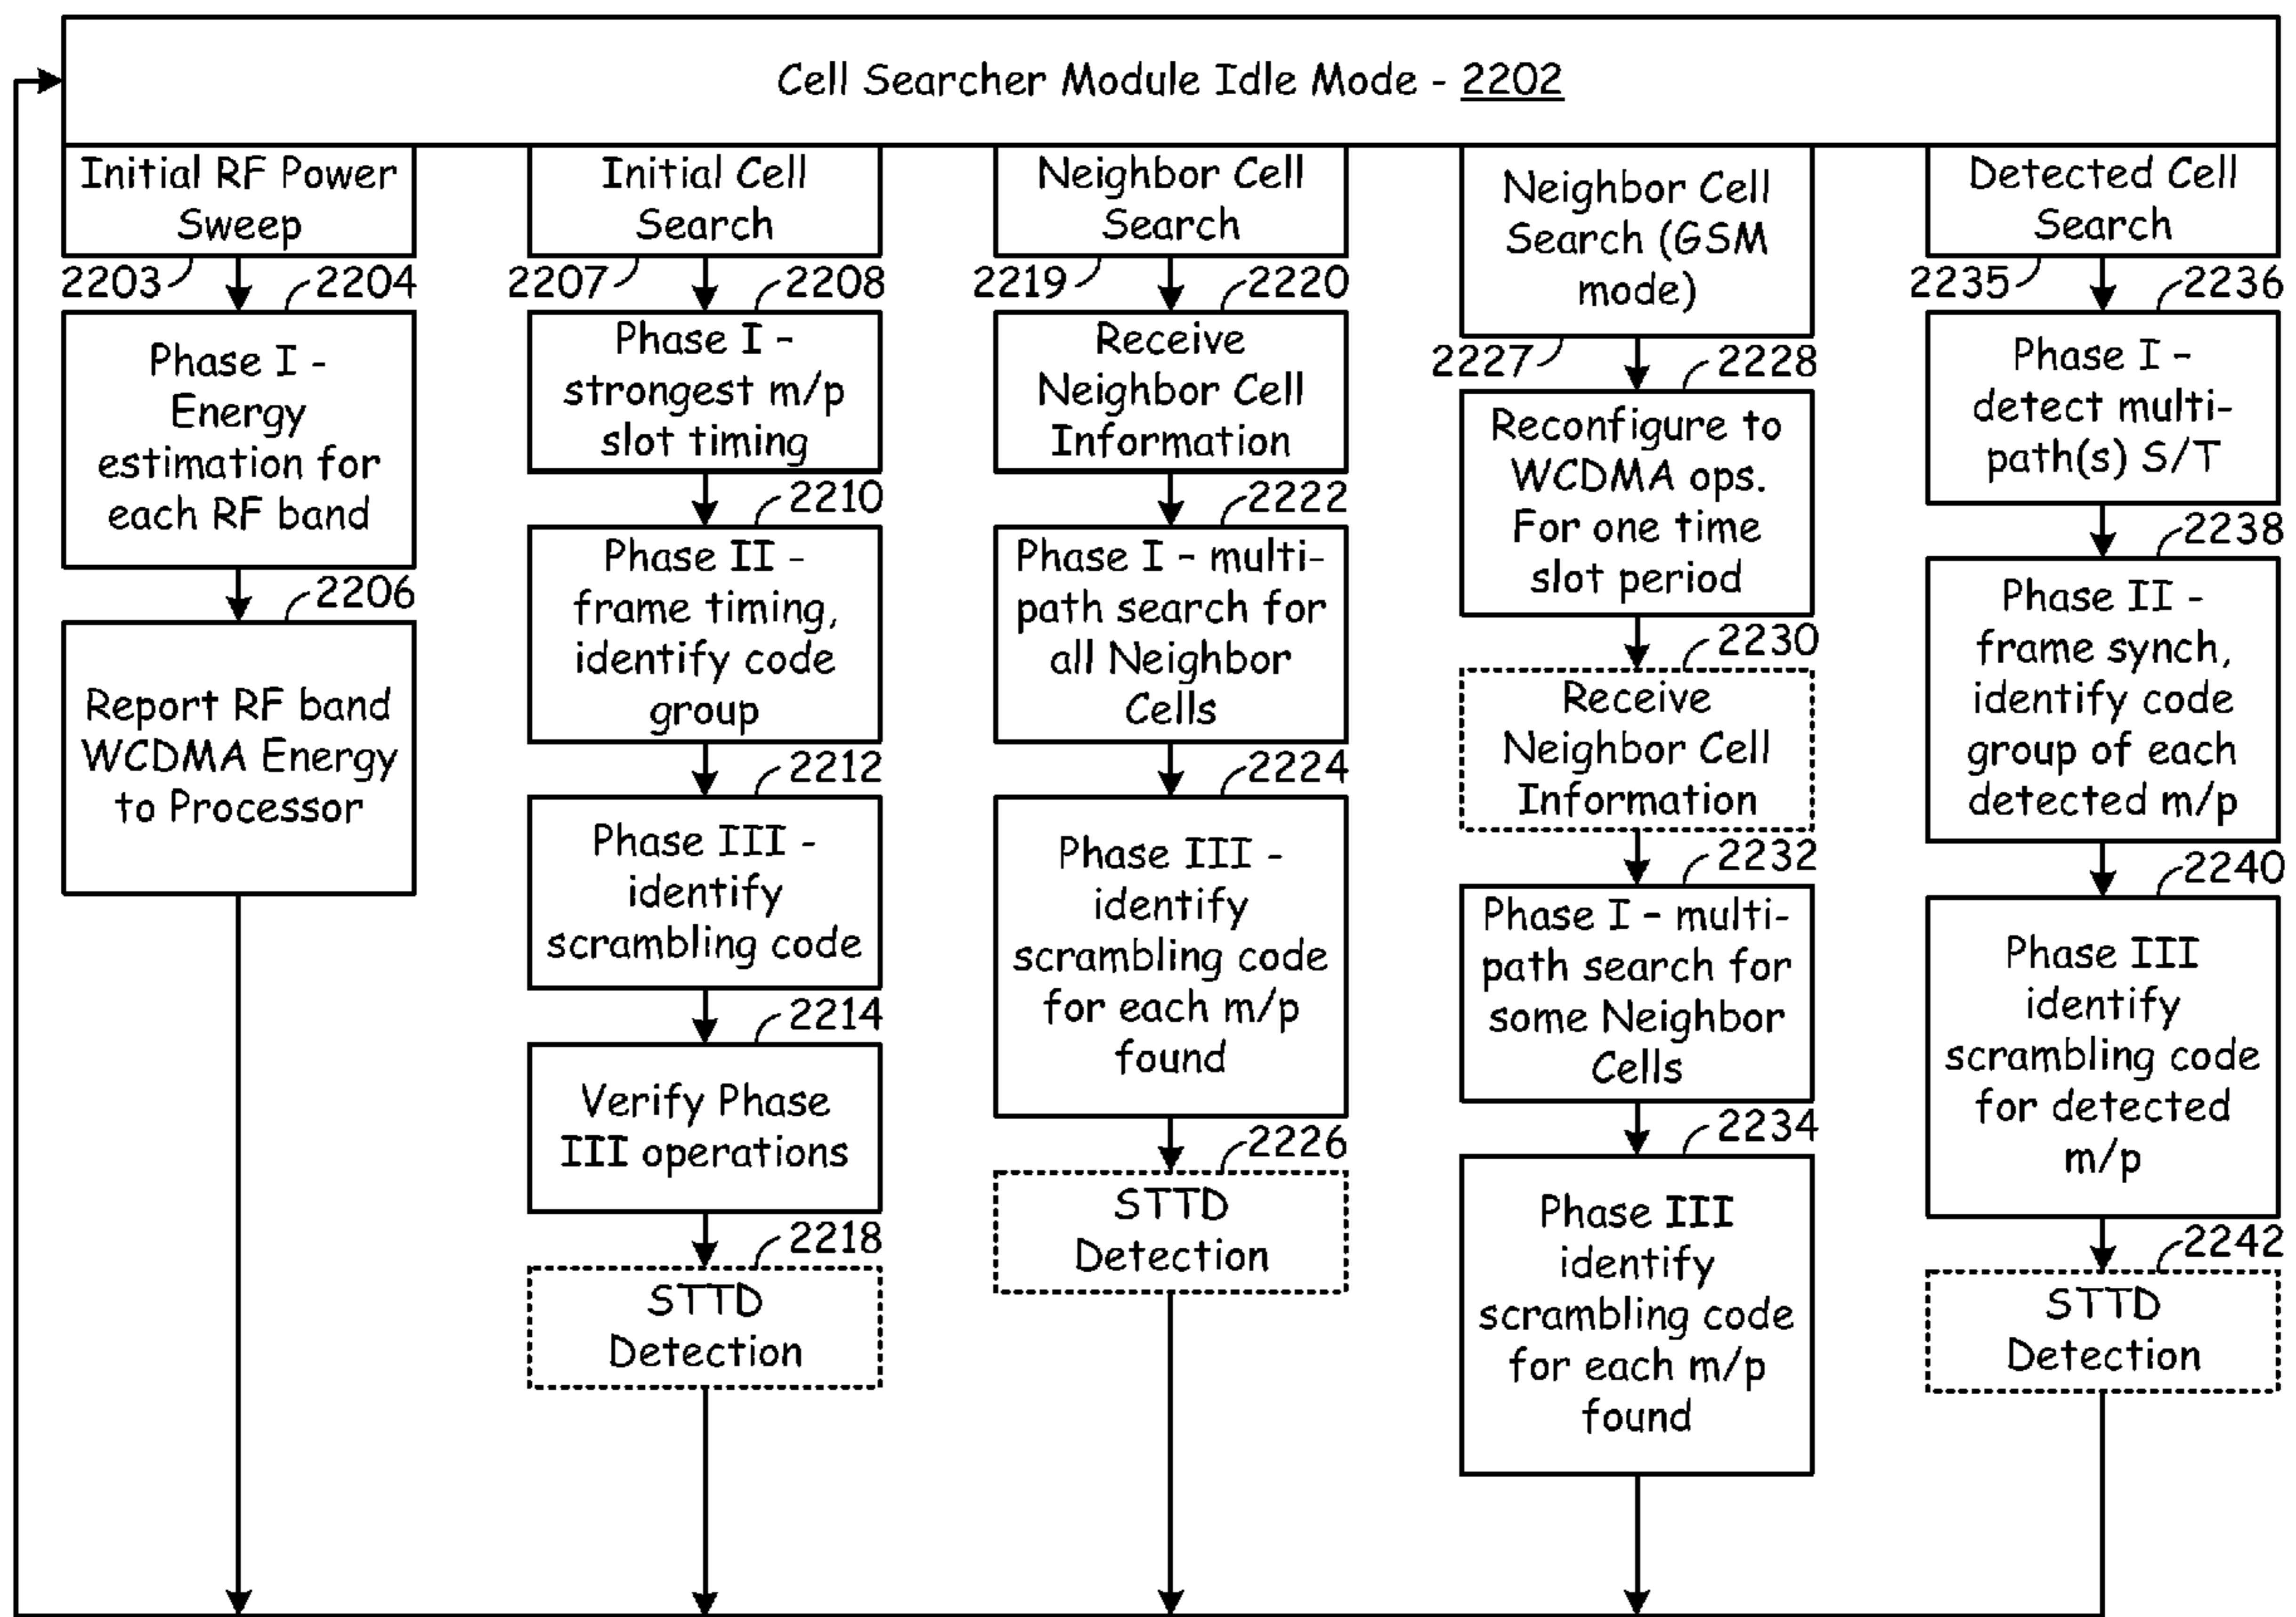 Cell Searcher Module Idle Mode - 2202
Initial RF Power
Sweep
2203
2204
Phase I -
Energy
estimation for
each RF band
2206
Report RF band
WCDMA Energy
to Processor
Initial Cell
Search
2207
2208
Phase I -
strongest m/p
slot timing
2210
Phase II -
frame timing,
identify code
group
2212
Phase III -
identify
scrambling code
2214
Verify Phase
III operations
2218
STTD
Detection
Neighbor Cell
Search
2219
2220
Receive
Neighbor Cell
Information
2222
Phase I - multi-
path search for
all Neighbor
Cells
2224
Phase III -
identify
scrambling code
for each m/p
found
2226
STTD
Detection
Neighbor Cell
Search (GSM
mode)
2227
2228
Reconfigure to
WCDMA ops.
For one time
slot period
2230
Receive
Neighbor Cell
Information
2232
Phase I - multi-
path search for
some Neighbor
Cells
2234
Phase III
identify
scrambling code
for each m/p
found
Detected Cell
Search
2235
2236
Phase I -
detect multi-
path(s) S/T
2238
Phase II -
frame synch,
identify code
group of each
detected m/p
2240
Phase III
identify
scrambling code
for detected
m/p
2242
STTD
Detection